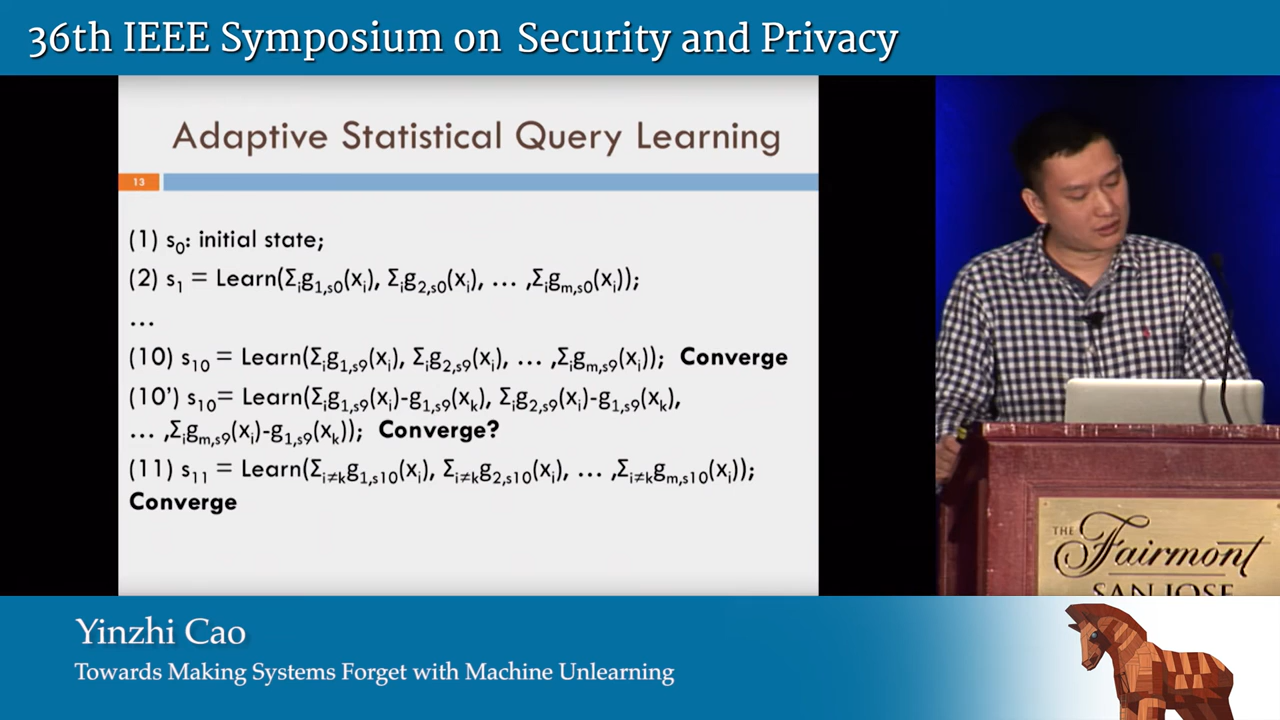 36th IEEE Symposium on Security and Privacy
Adaptive Statistical Query Learning
13
(1) s₀: initial state;
(2) s₁ = Learn(Σᵢg₁,ₛ₀(xᵢ), Σᵢg₂,ₛ₀(xᵢ), … ,Σᵢgₘ,ₛ₀(xᵢ));
…
(10) s₁₀ = Learn(Σᵢg₁,ₛ₉(xᵢ), Σᵢg₂,ₛ₉(xᵢ), … ,Σᵢgₘ,ₛ₉(xᵢ)); Converge
(10’) s₁₀= Learn(Σᵢg₁,ₛ₉(xᵢ)-g₁,ₛ₉(xₖ), Σᵢg₂,ₛ₉(xᵢ)-g₁,ₛ₉(xₖ),
… ,Σᵢgₘ,ₛ₉(xᵢ)-g₁,ₛ₉(xₖ)); Converge?
(11) s₁₁ = Learn(Σᵢ≠ₖg₁,ₛ₁₀(xᵢ), Σᵢ≠ₖg₂,ₛ₁₀(xᵢ), … ,Σᵢ≠ₖgₘ,ₛ₁₀(xᵢ));
Converge
THE
Fairmont
SAN JOSE
Yinzhi Cao
Towards Making Systems Forget with Machine Unlearning